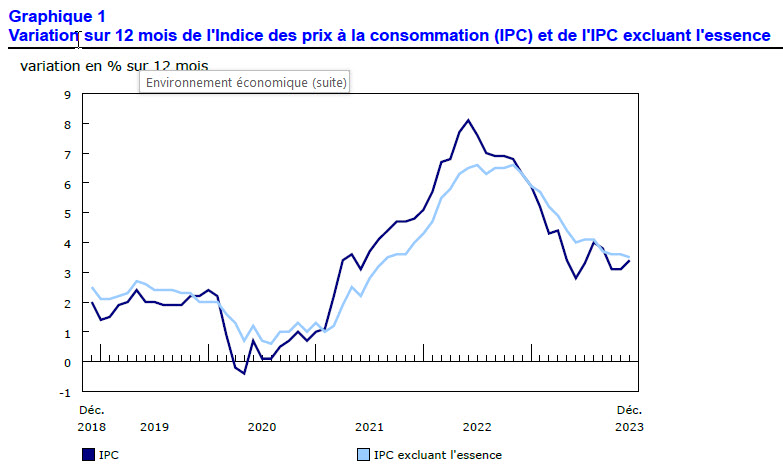 Graphique 1
Variation sur 12 mois de l'Indice des prix à la consommation (IPC) et de l'IPC excluant l'essence
variation en % sur 12 mois
Environnement économique (suite)
9
8
7
6
5
4
3
2
1
0
-1
Déc. Déc.
2018 2019 2020 2021 2022 2023
IPC IPC excluant l'essence